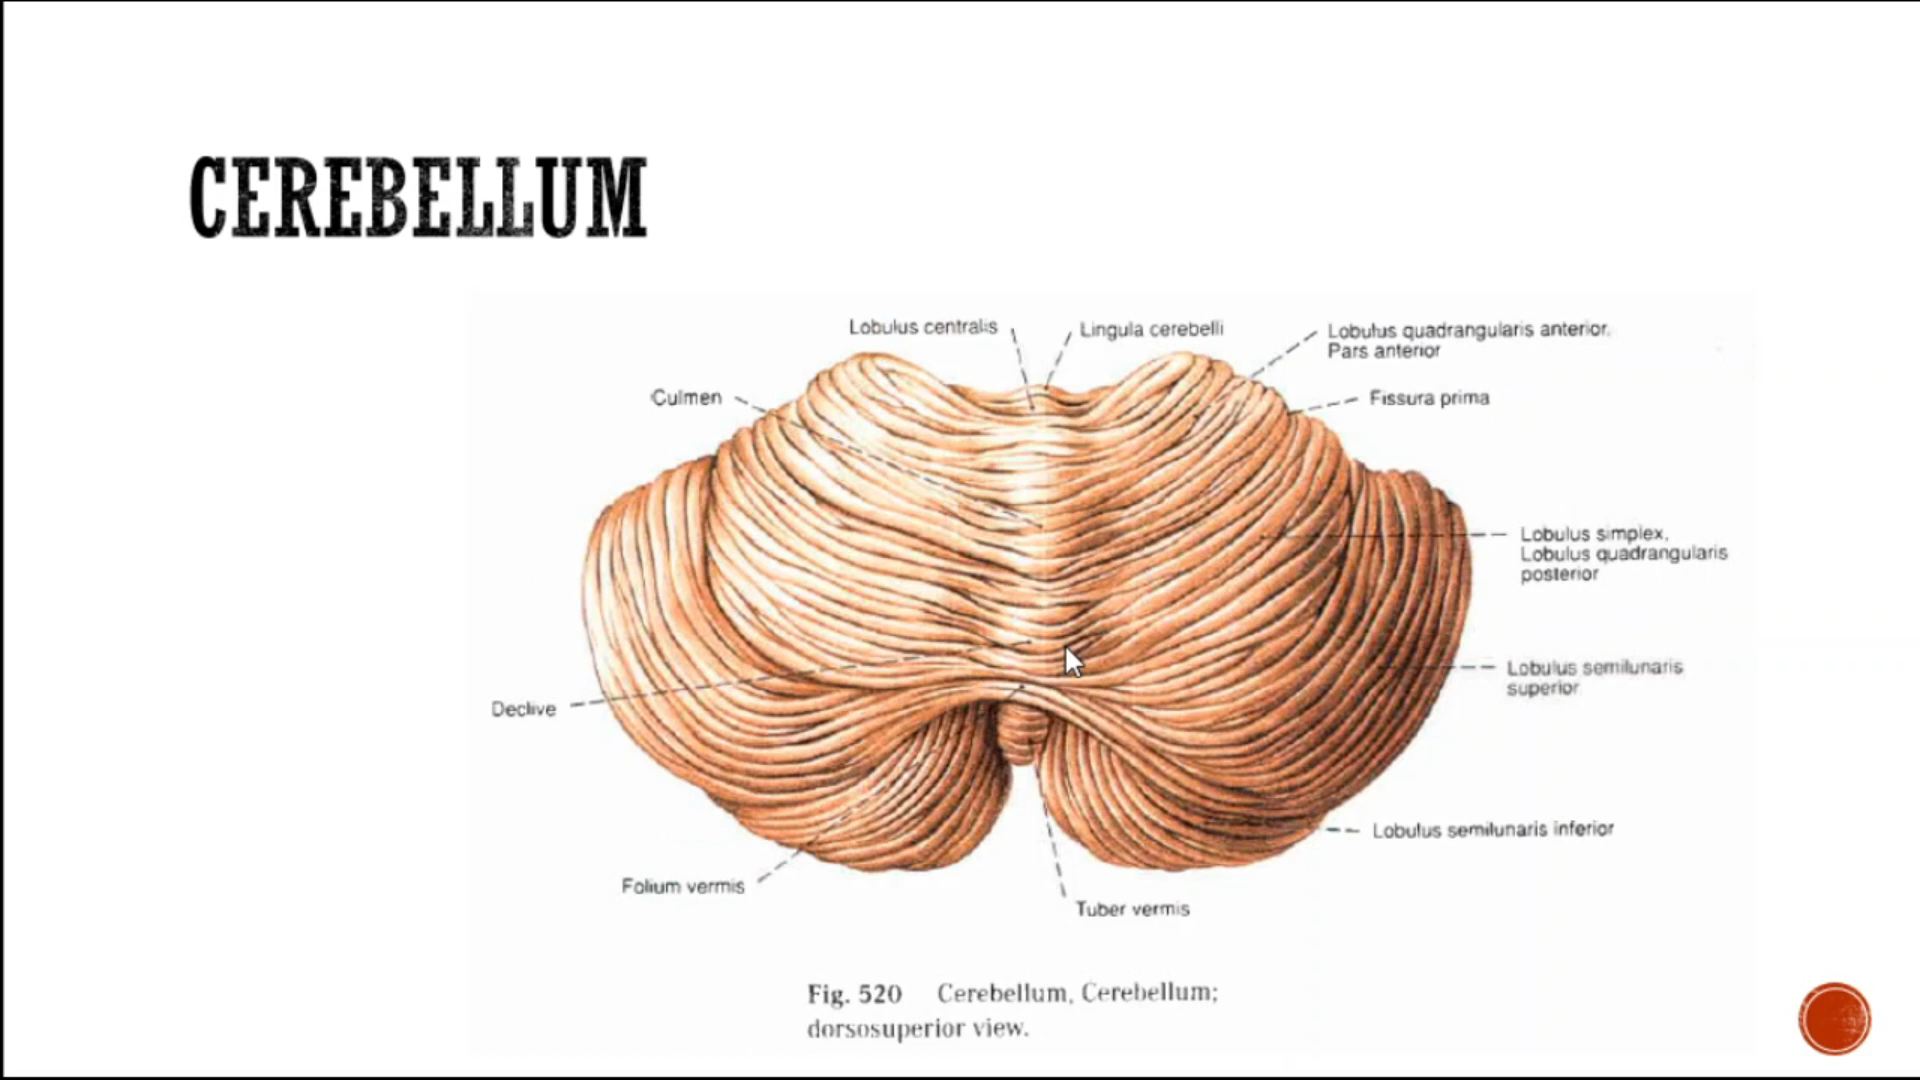 CEREBELLUM
Lobulus centralis
Lingula cerebelli
Lobulus quadrangularis anterior,
Pars anterior
Culmen
Fissura prima
Lobulus simplex,
Lobulus quadrangularis
posterior
Lobulus semilunaris
superior
Declive
Lobulus semilunaris inferior
Folium vermis
Tuber vermis
Fig. 520 Cerebellum, Cerebellum;
dorsosuperior view.